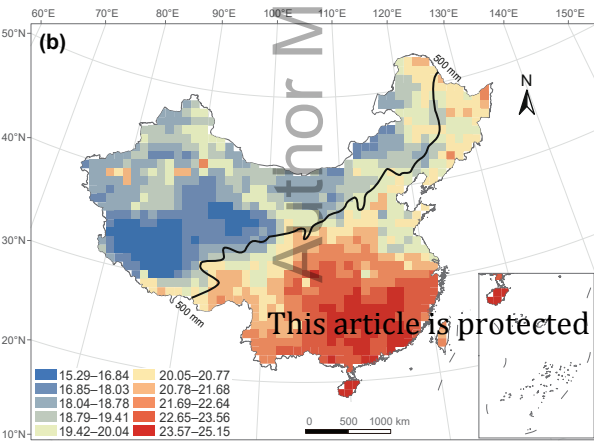 60°E 70°E 80°E 90°E 100°E 110°E 120°E 130°E 140°E 150°E
50°N
(b)
500 mm
N
40°N
30°N
500 mm
20°N
10°N
Author M
This article is protected
15.29–16.84
16.85–18.03
18.04–18.78
18.79–19.41
19.42–20.04
20.05–20.77
20.78–21.68
21.69–22.64
22.65–23.56
23.57–25.15
0 500 1000 km